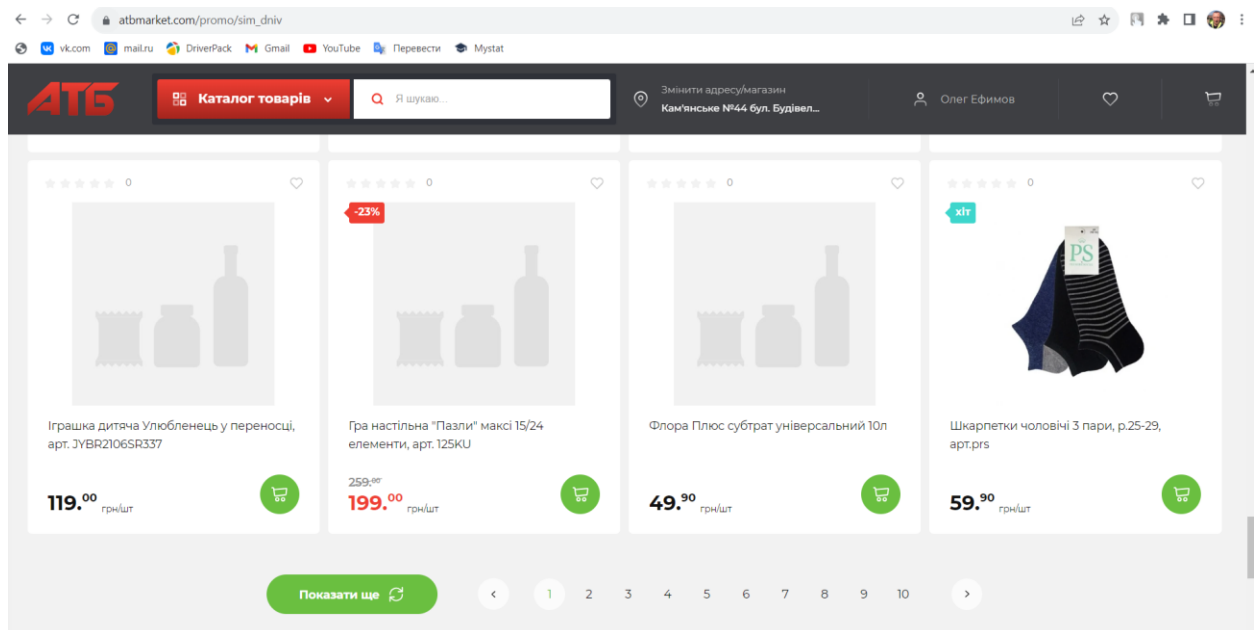 atbmarket.com/promo/sim_dniv
vk.com mail.ru DriverPack Gmail YouTube Перевести Mystat
АТБ
Каталог товарів
Я шукаю...
Змінити адресу/магазин
Кам'янське №44 бул. Будівел...
Олег Ефимов
0 0 0 0
-23%
хіт
PS
Іграшка дитяча Улюбленець у переносці,
арт. JYBR2106SR337
119.00 грн/шт
Гра настільна "Пазли" максі 15/24
елементи, арт. 125KU
259.00
199.00 грн/шт
Флора Плюс субтрат універсальний 10л
49.90 грн/шт
Шкарпетки чоловічі 3 пари, р.25-29,
арт.prs
59.90 грн/шт
Показати ще
‹ 1 2 3 4 5 6 7 8 9 10 ›